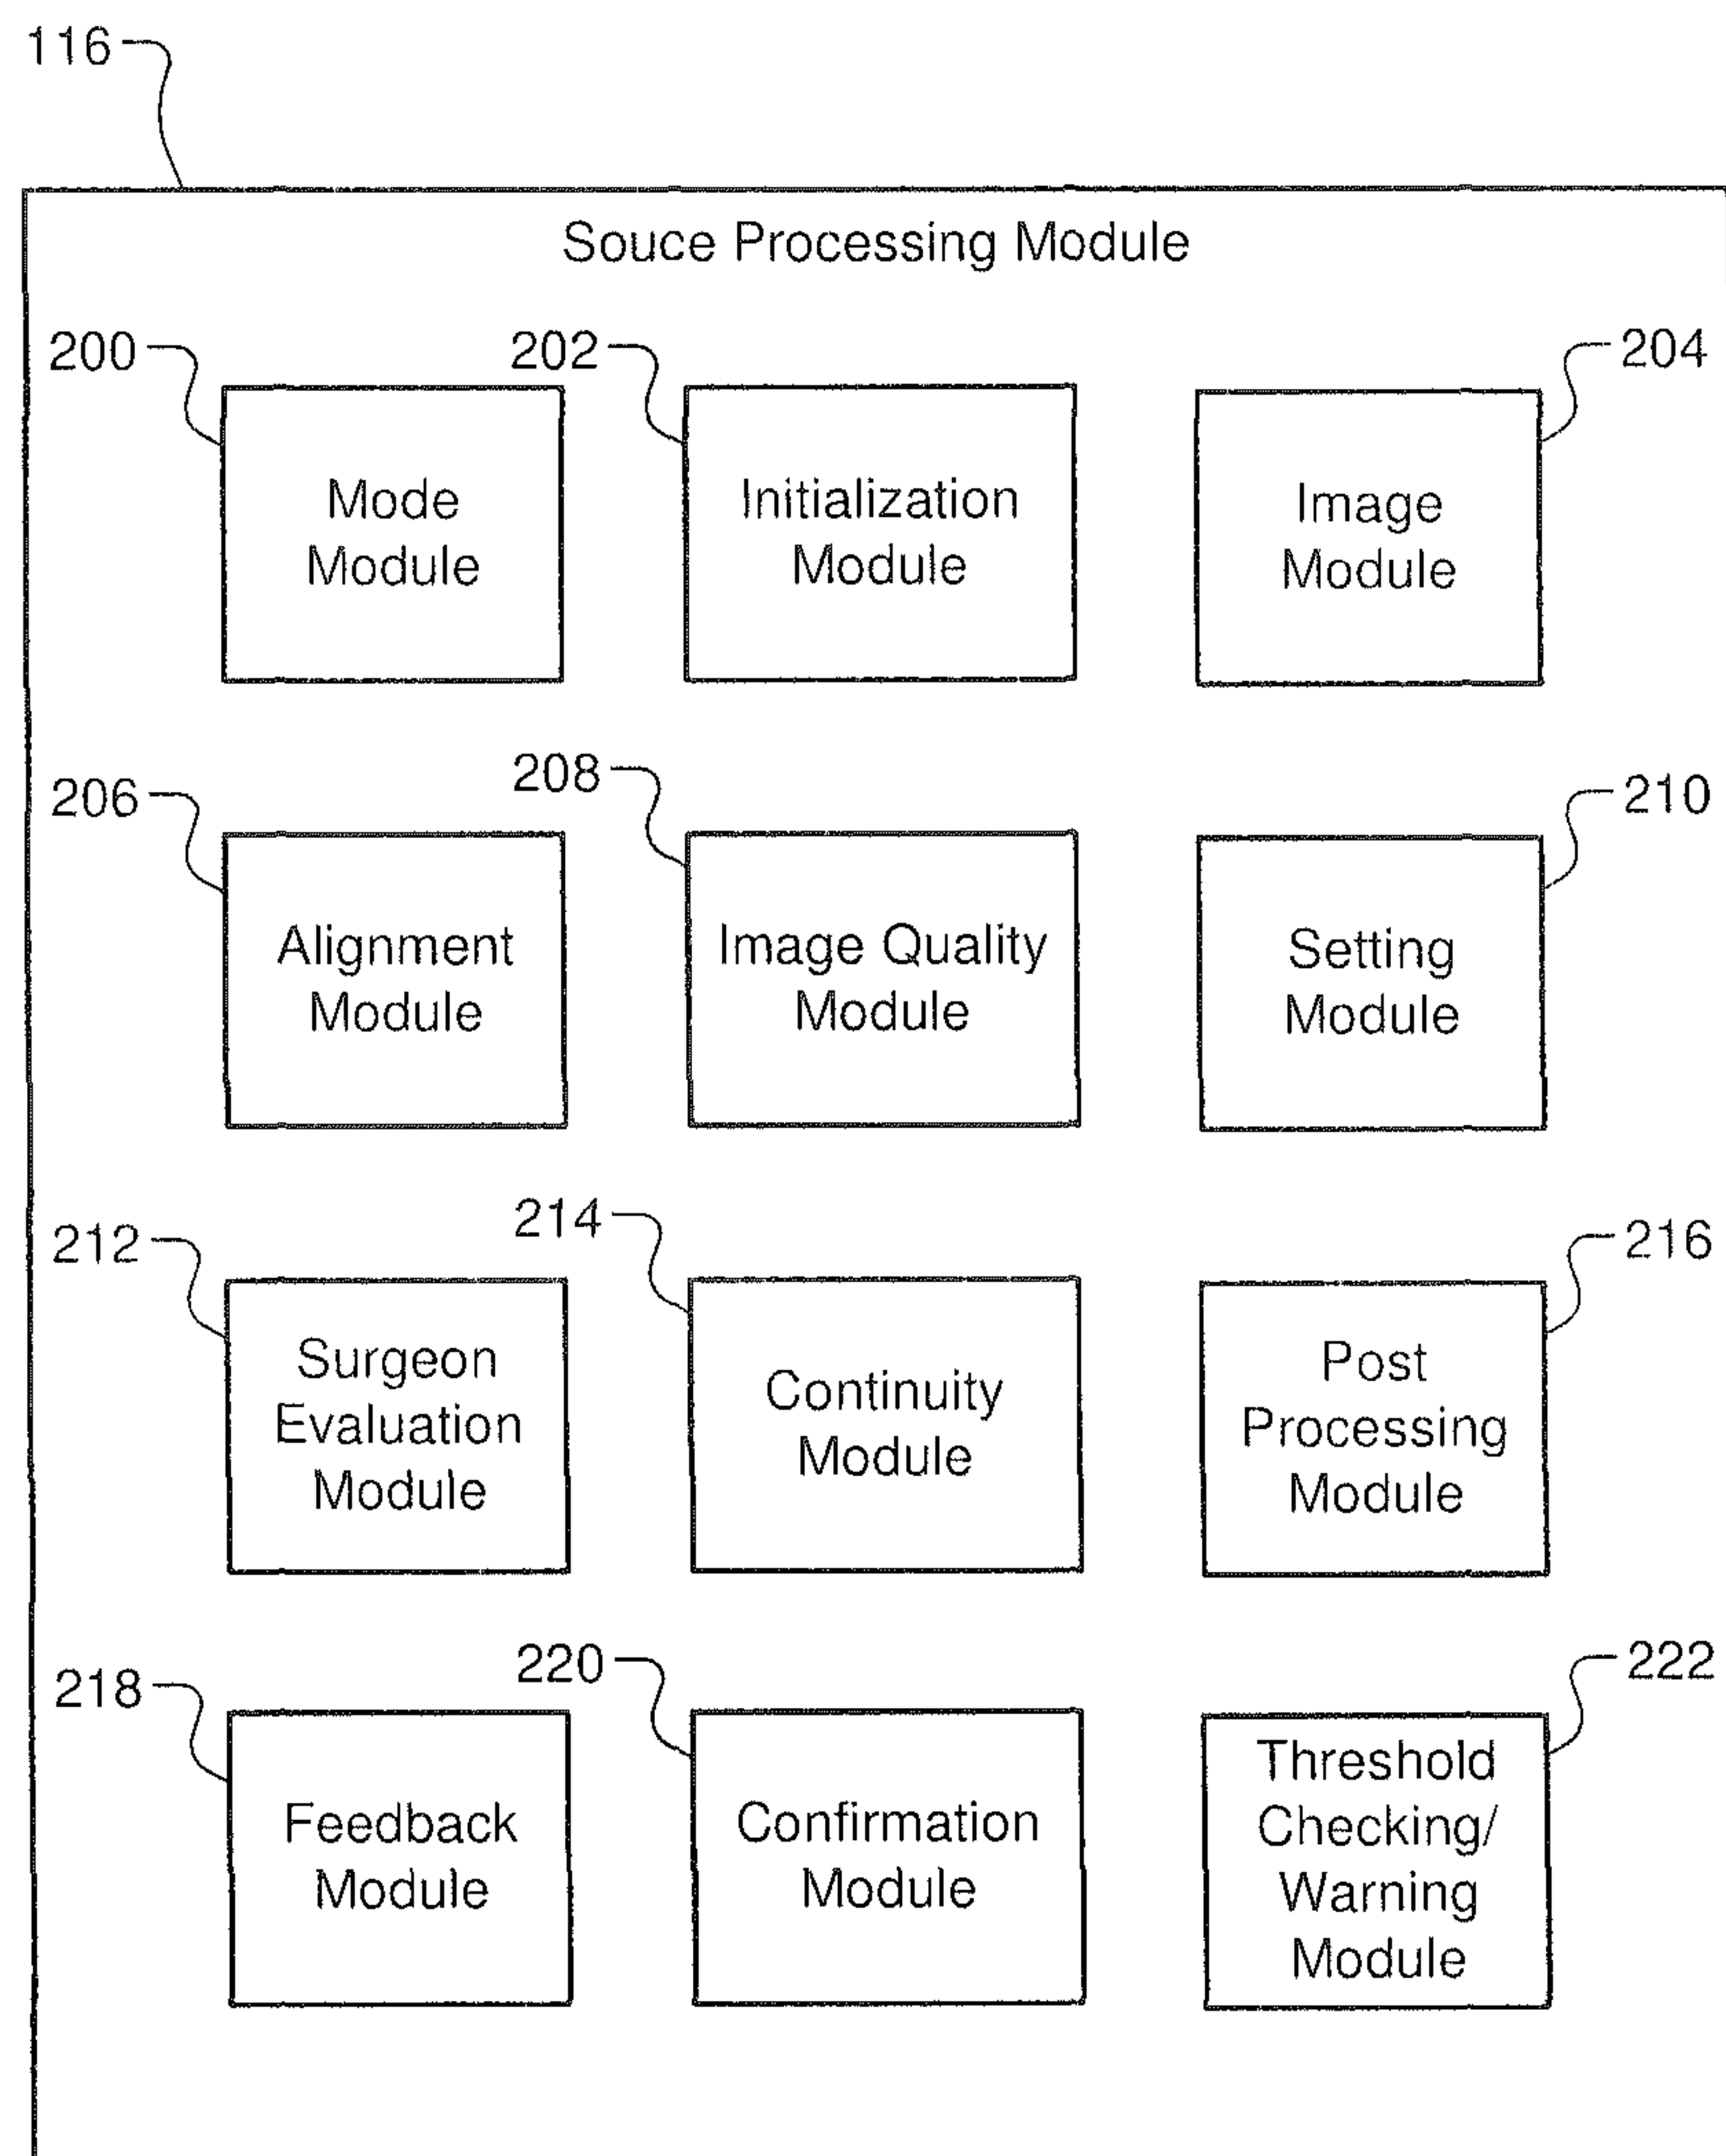 116
Souce Processing Module
200
202
204
Mode
Module
Initialization
Module
Image
Module
206
208
210
Alignment
Module
Image Quality
Module
Setting
Module
212
214
216
Surgeon
Evaluation
Module
Continuity
Module
Post
Processing
Module
218
220
222
Feedback
Module
Confirmation
Module
Threshold
Checking/
Warning
Module